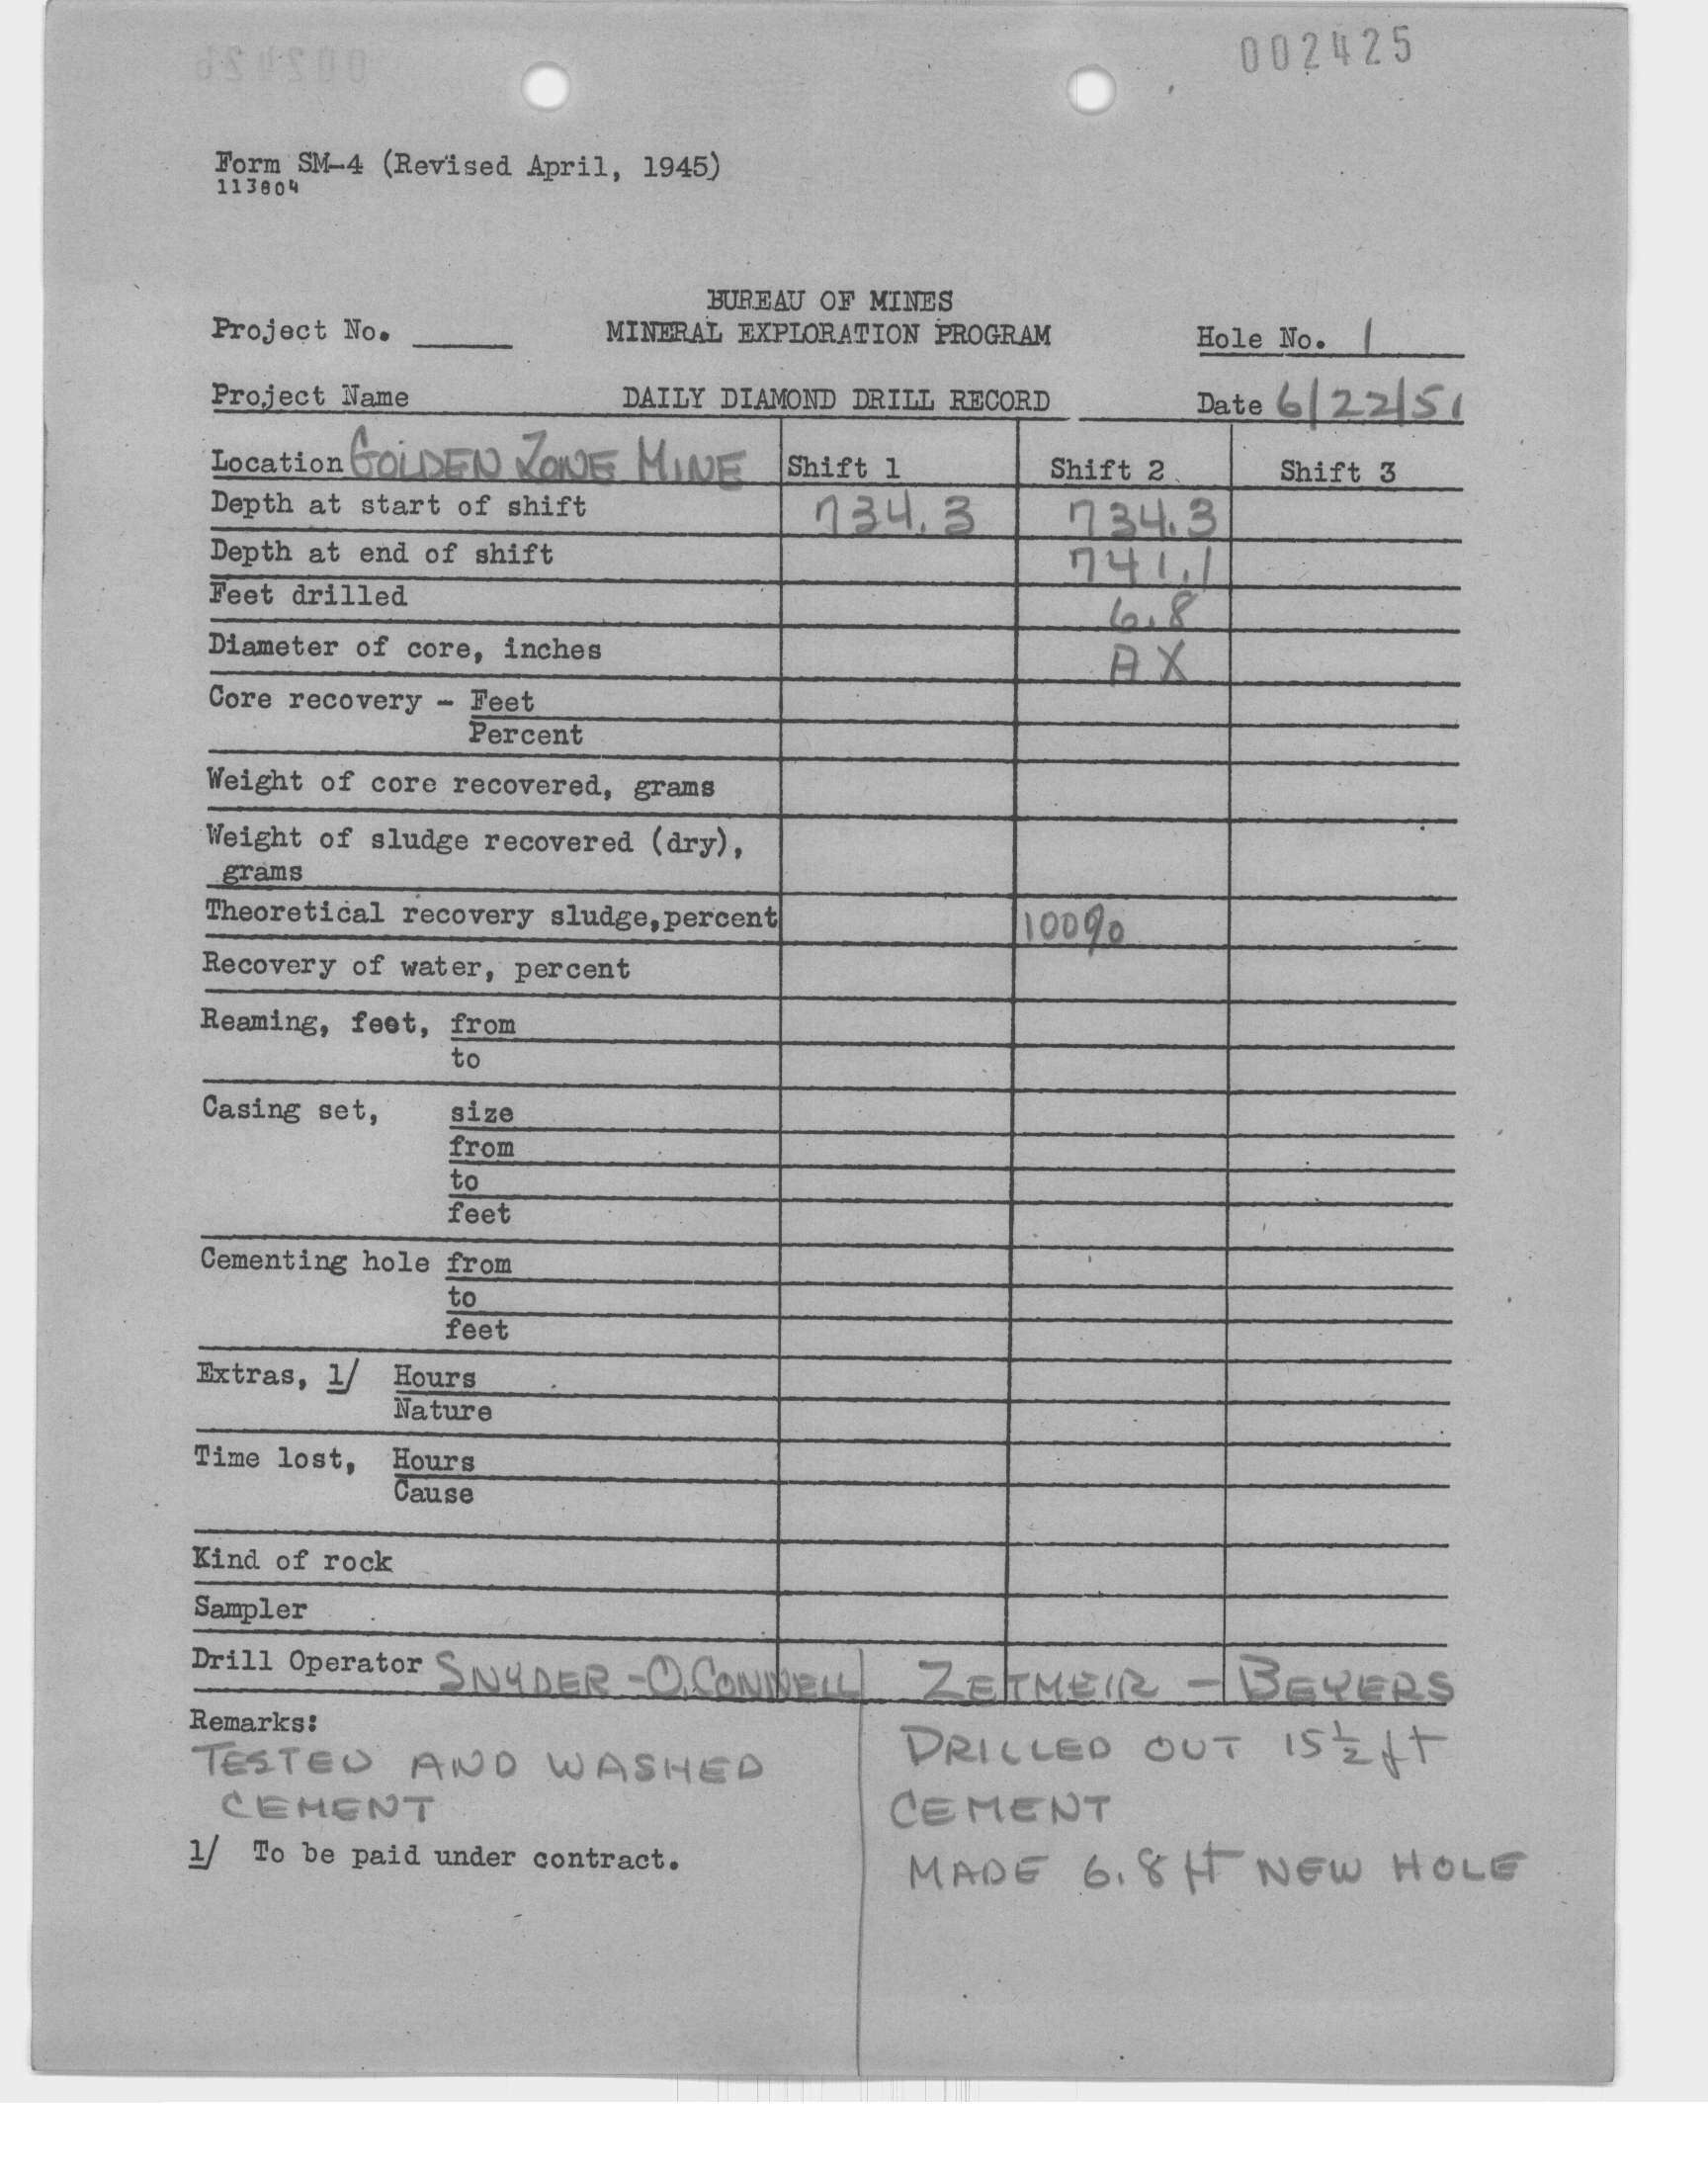 002425
Form SM-4 (Revised April, 1945)
113804
BUREAU OF MINES
Project No. MINERAL EXPLORATION PROGRAM Hole No. 1
Project Name DAILY DIAMOND DRILL RECORD Date 6/22/51
Location GOLDEN ZONE MINE Shift 1 Shift 2 Shift 3
Depth at start of shift 734.3 734.3
Depth at end of shift 741.1
Feet drilled 6.8
Diameter of core, inches AX
Core recovery - Feet
Percent
Weight of core recovered, grams
Weight of sludge recovered (dry),
grams
Theoretical recovery sludge,percent 100%
Recovery of water, percent
Reaming, feet, from
to
Casing set, size
from
to
feet
Cementing hole from
to
feet
Extras, 1/ Hours
Nature
Time lost, Hours
Cause
Kind of rock
Sampler
Drill Operator SNYDER - O.CONNELL ZETMEIR - BEYERS
Remarks:
TESTED AND WASHED
CEMENT
DRILLED OUT 15½ ft
CEMENT
MADE 6.8 ft NEW HOLE
1/ To be paid under contract.